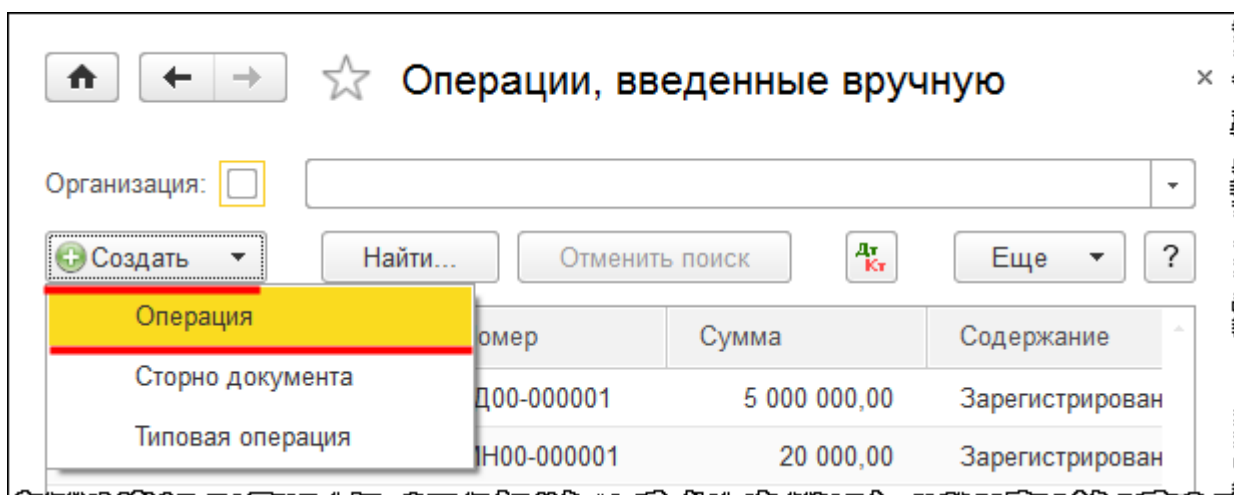 Операции, введенные вручную
Организация:
Создать Найти... Отменить поиск Дт Кт Еще ?
Операция
омер Сумма Содержание
Сторно документа
Д00-000001 5 000 000,00 Зарегистрирован
Типовая операция
Н00-000001 20 000,00 Зарегистрирован